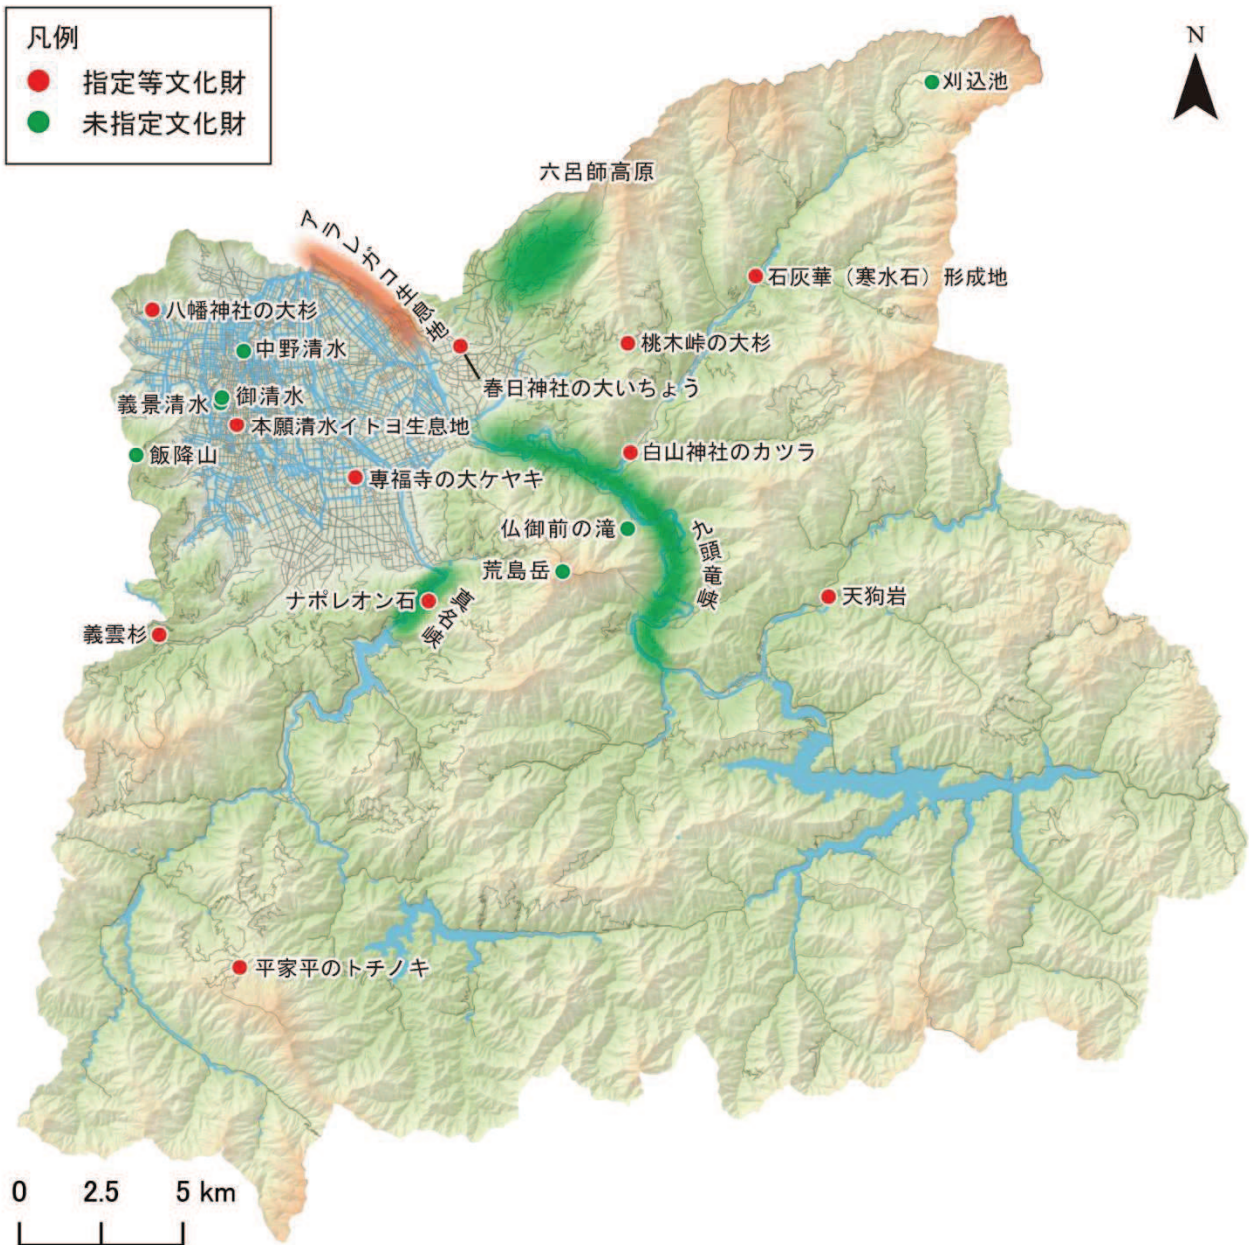 凡例
指定等文化財
未指定文化財
N
刈込池
六呂師高原
アラレガコ生息地
石灰華（寒水石）形成地
八幡神社の大杉
中野清水
桃木峠の大杉
春日神社の大いちょう
御清水
義景清水
本願清水イトヨ生息地
飯降山
白山神社のカツラ
専福寺の大ケヤキ
仏御前の滝
九頭竜峡
荒島岳
ナポレオン石
真名峡
天狗岩
義雲杉
平家平のトチノキ
0 2.5 5 km